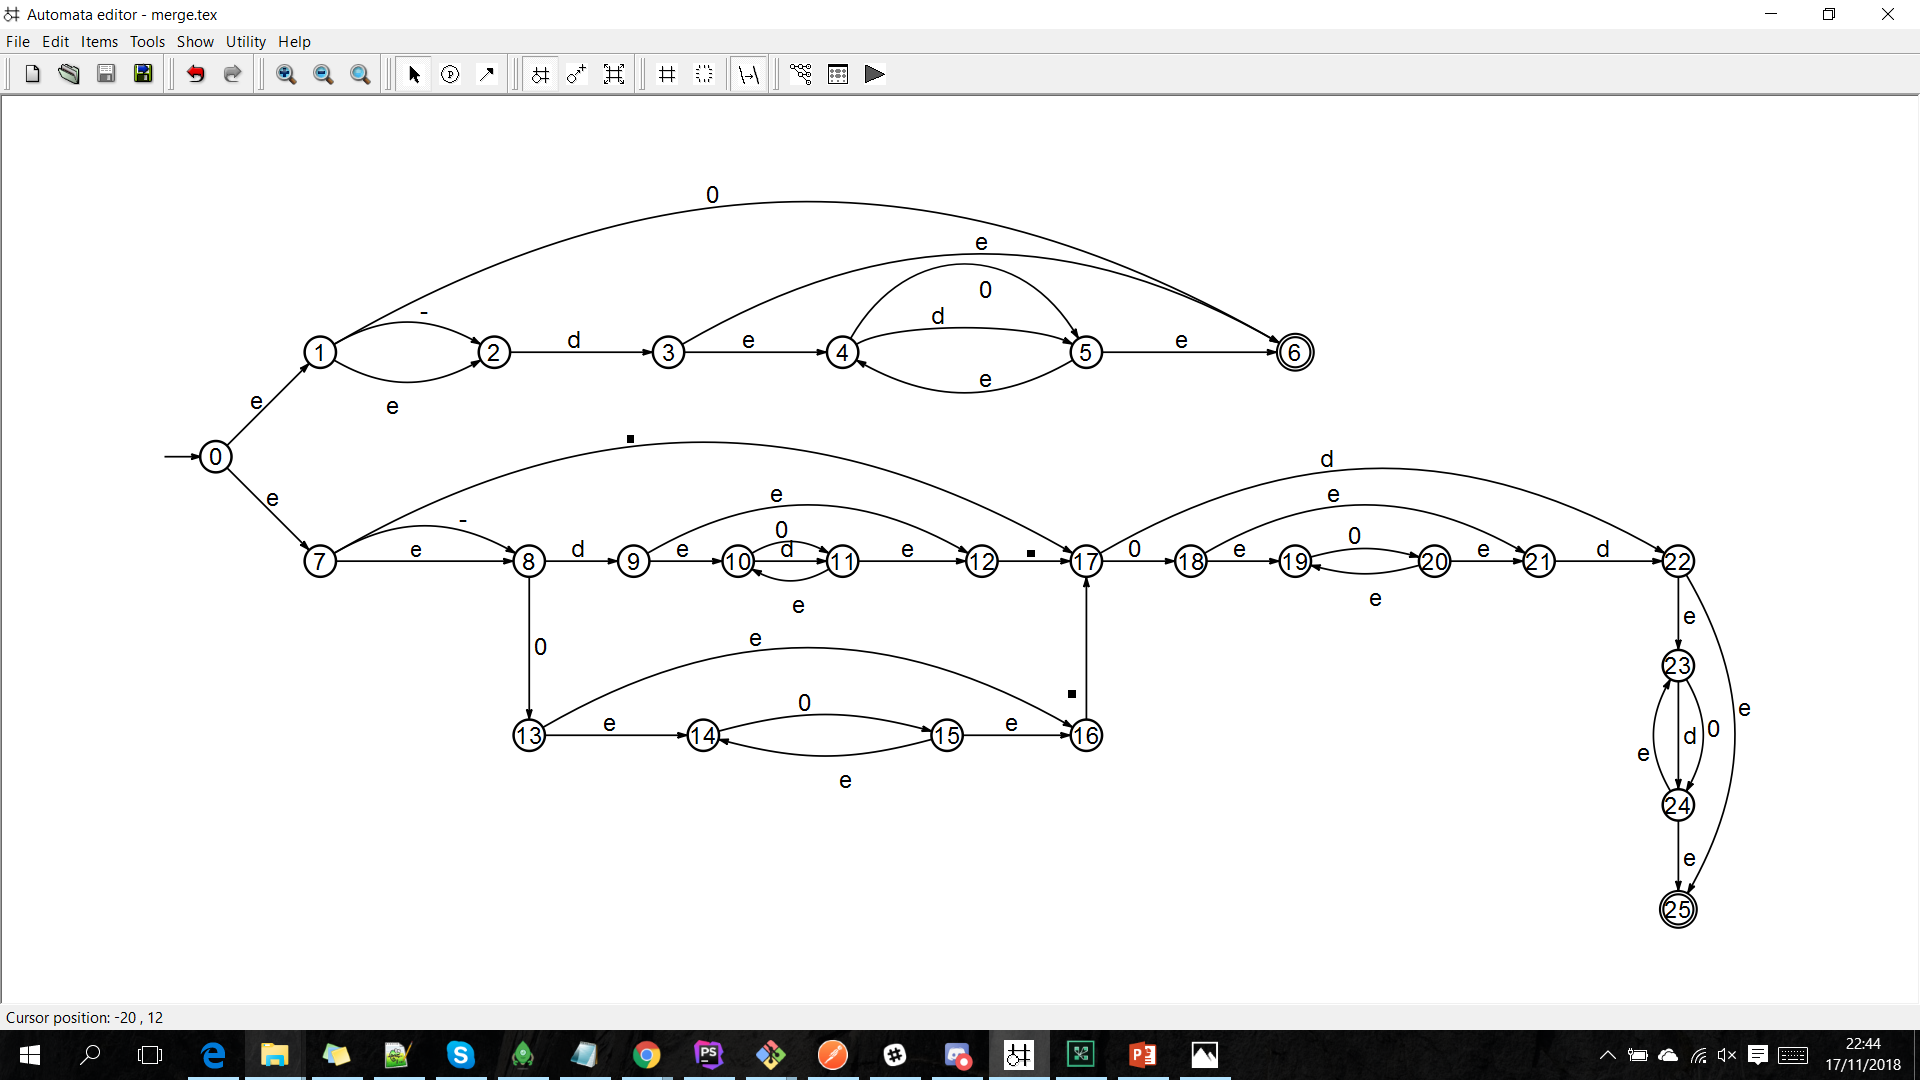 Automata editor - merge.tex
File Edit Items Tools Show Utility Help
0
e
0
-
d
d
e
e
1 2 3 4 5 6
e
e
e
e
0
.
d
e
e
e
-
0
0
e d e d e . 0 e e d
7 8 9 10 11 12 17 18 19 20 21 22
e
e
e
0
e
23
.
e
0
e
e
e
d
0
13 14 15 16
e
e
24
e
25
Cursor position: -20 , 12
PS
22:44
17/11/2018